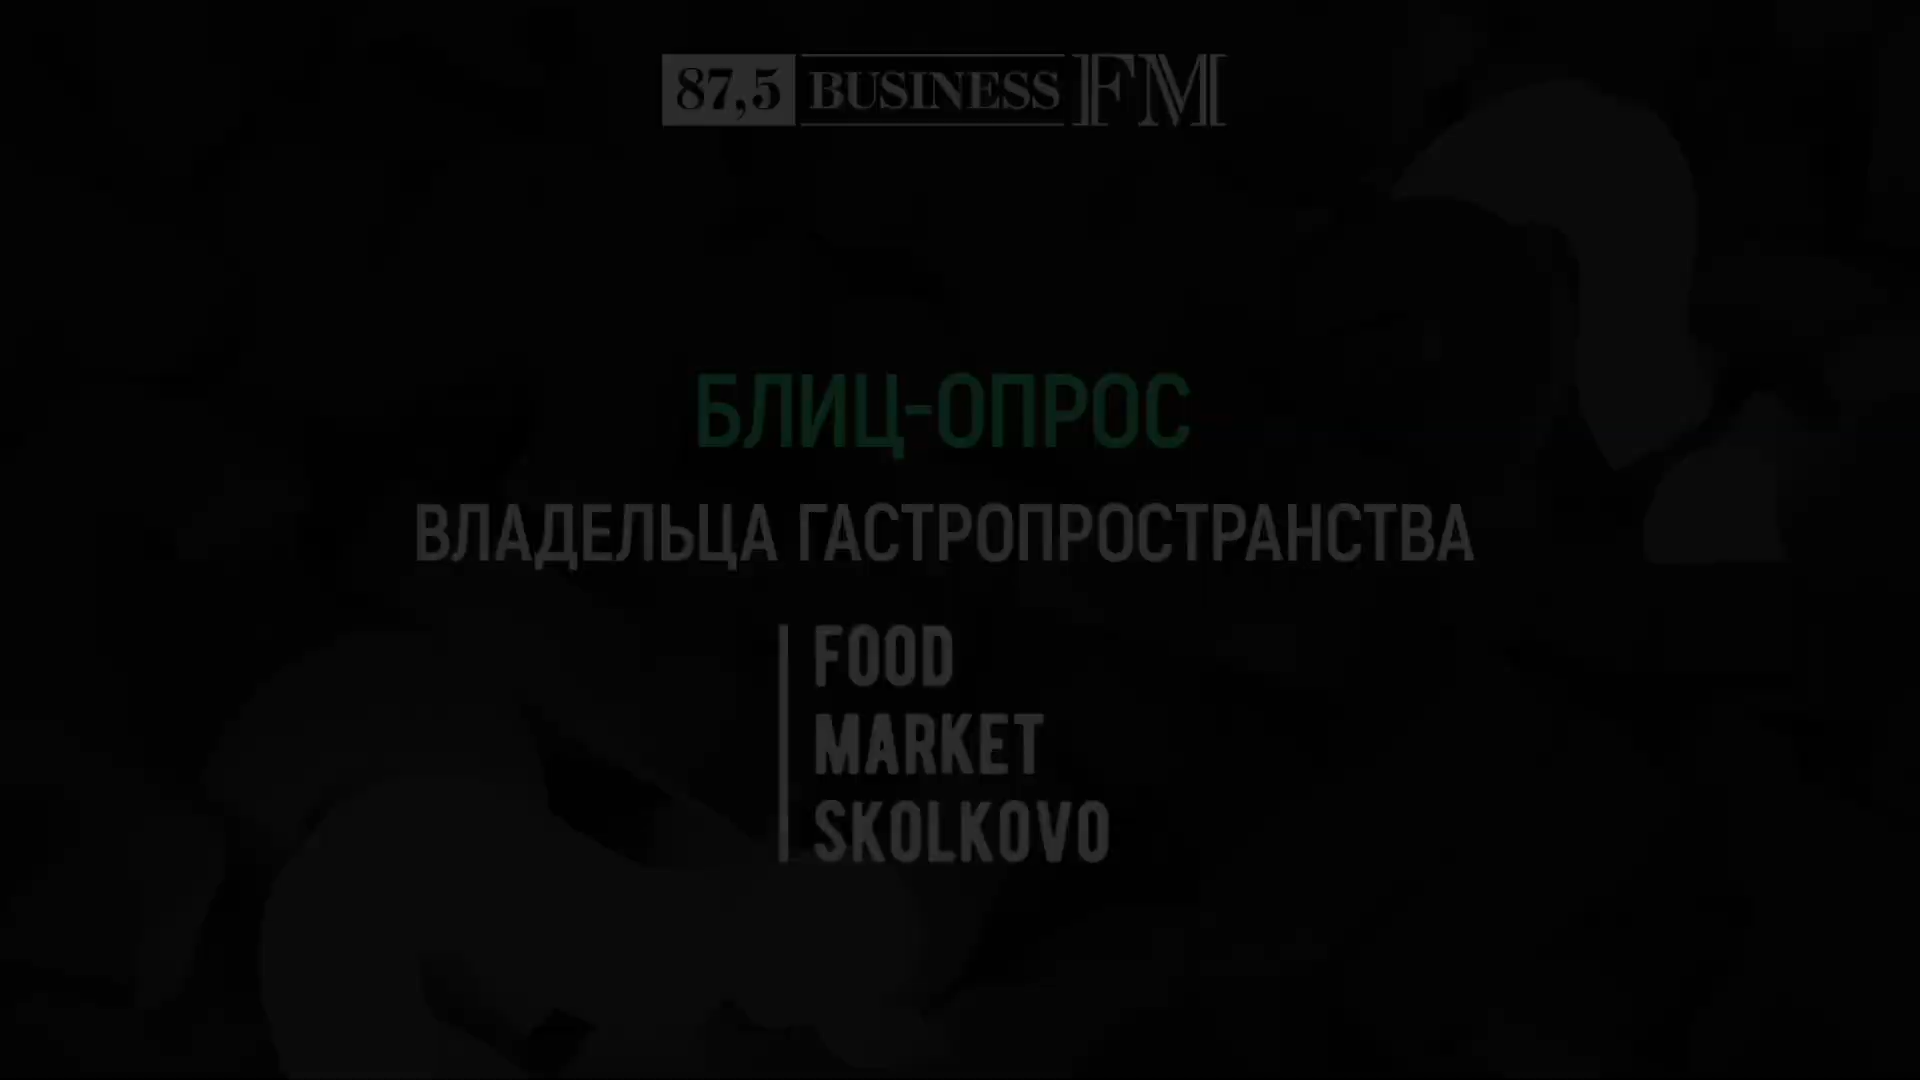 87,5 BUSINESS FM
БЛИЦ-ОПРОС
ВЛАДЕЛЬЦА ГАСТРОПРОСТРАНСТВА
FOOD
MARKET
SKOLKOVO